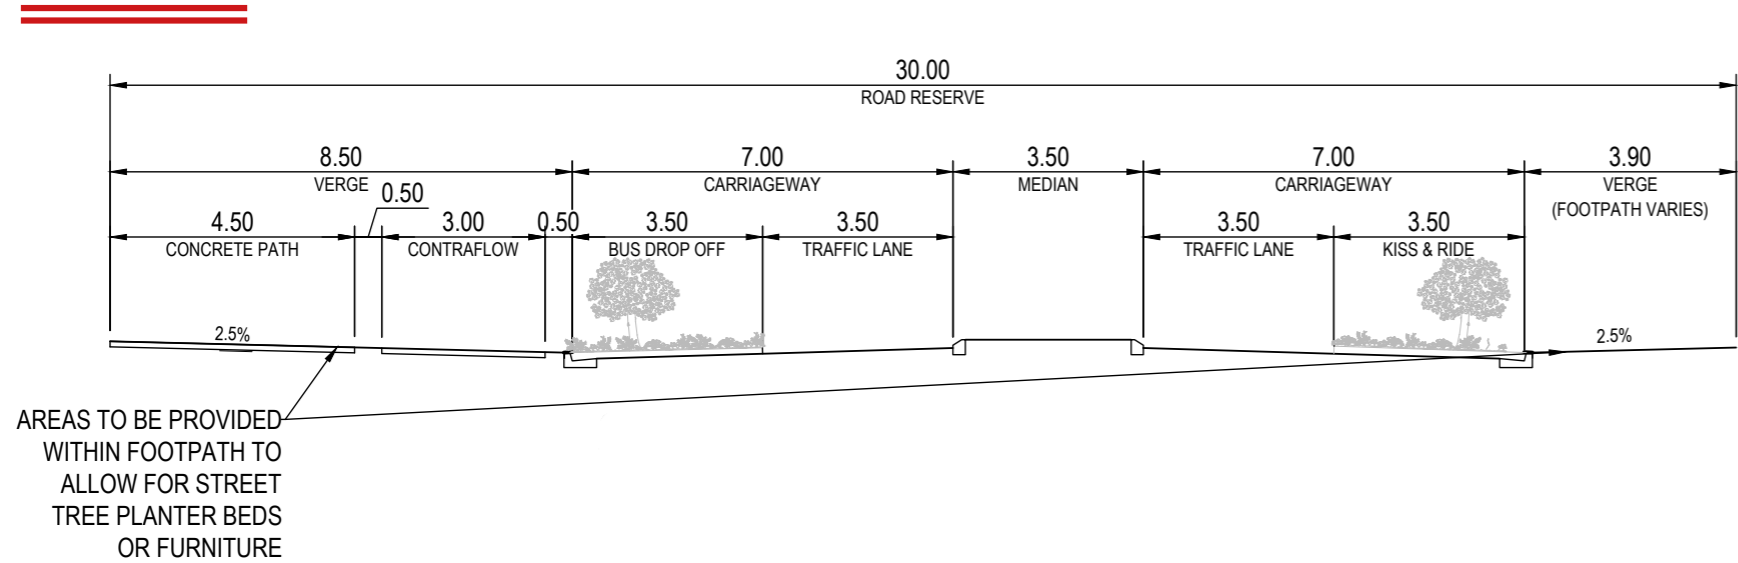 30.00
ROAD RESERVE
8.50
VERGE
7.00
CARRIAGEWAY
3.50
MEDIAN
7.00
CARRIAGEWAY
3.90
VERGE
(FOOTPATH VARIES)
0.50
4.50
CONCRETE PATH
3.00
CONTRAFLOW
0.50
3.50
BUS DROP OFF
3.50
TRAFFIC LANE
3.50
TRAFFIC LANE
3.50
KISS & RIDE
2.5%
2.5%
AREAS TO BE PROVIDED
WITHIN FOOTPATH TO
ALLOW FOR STREET
TREE PLANTER BEDS
OR FURNITURE